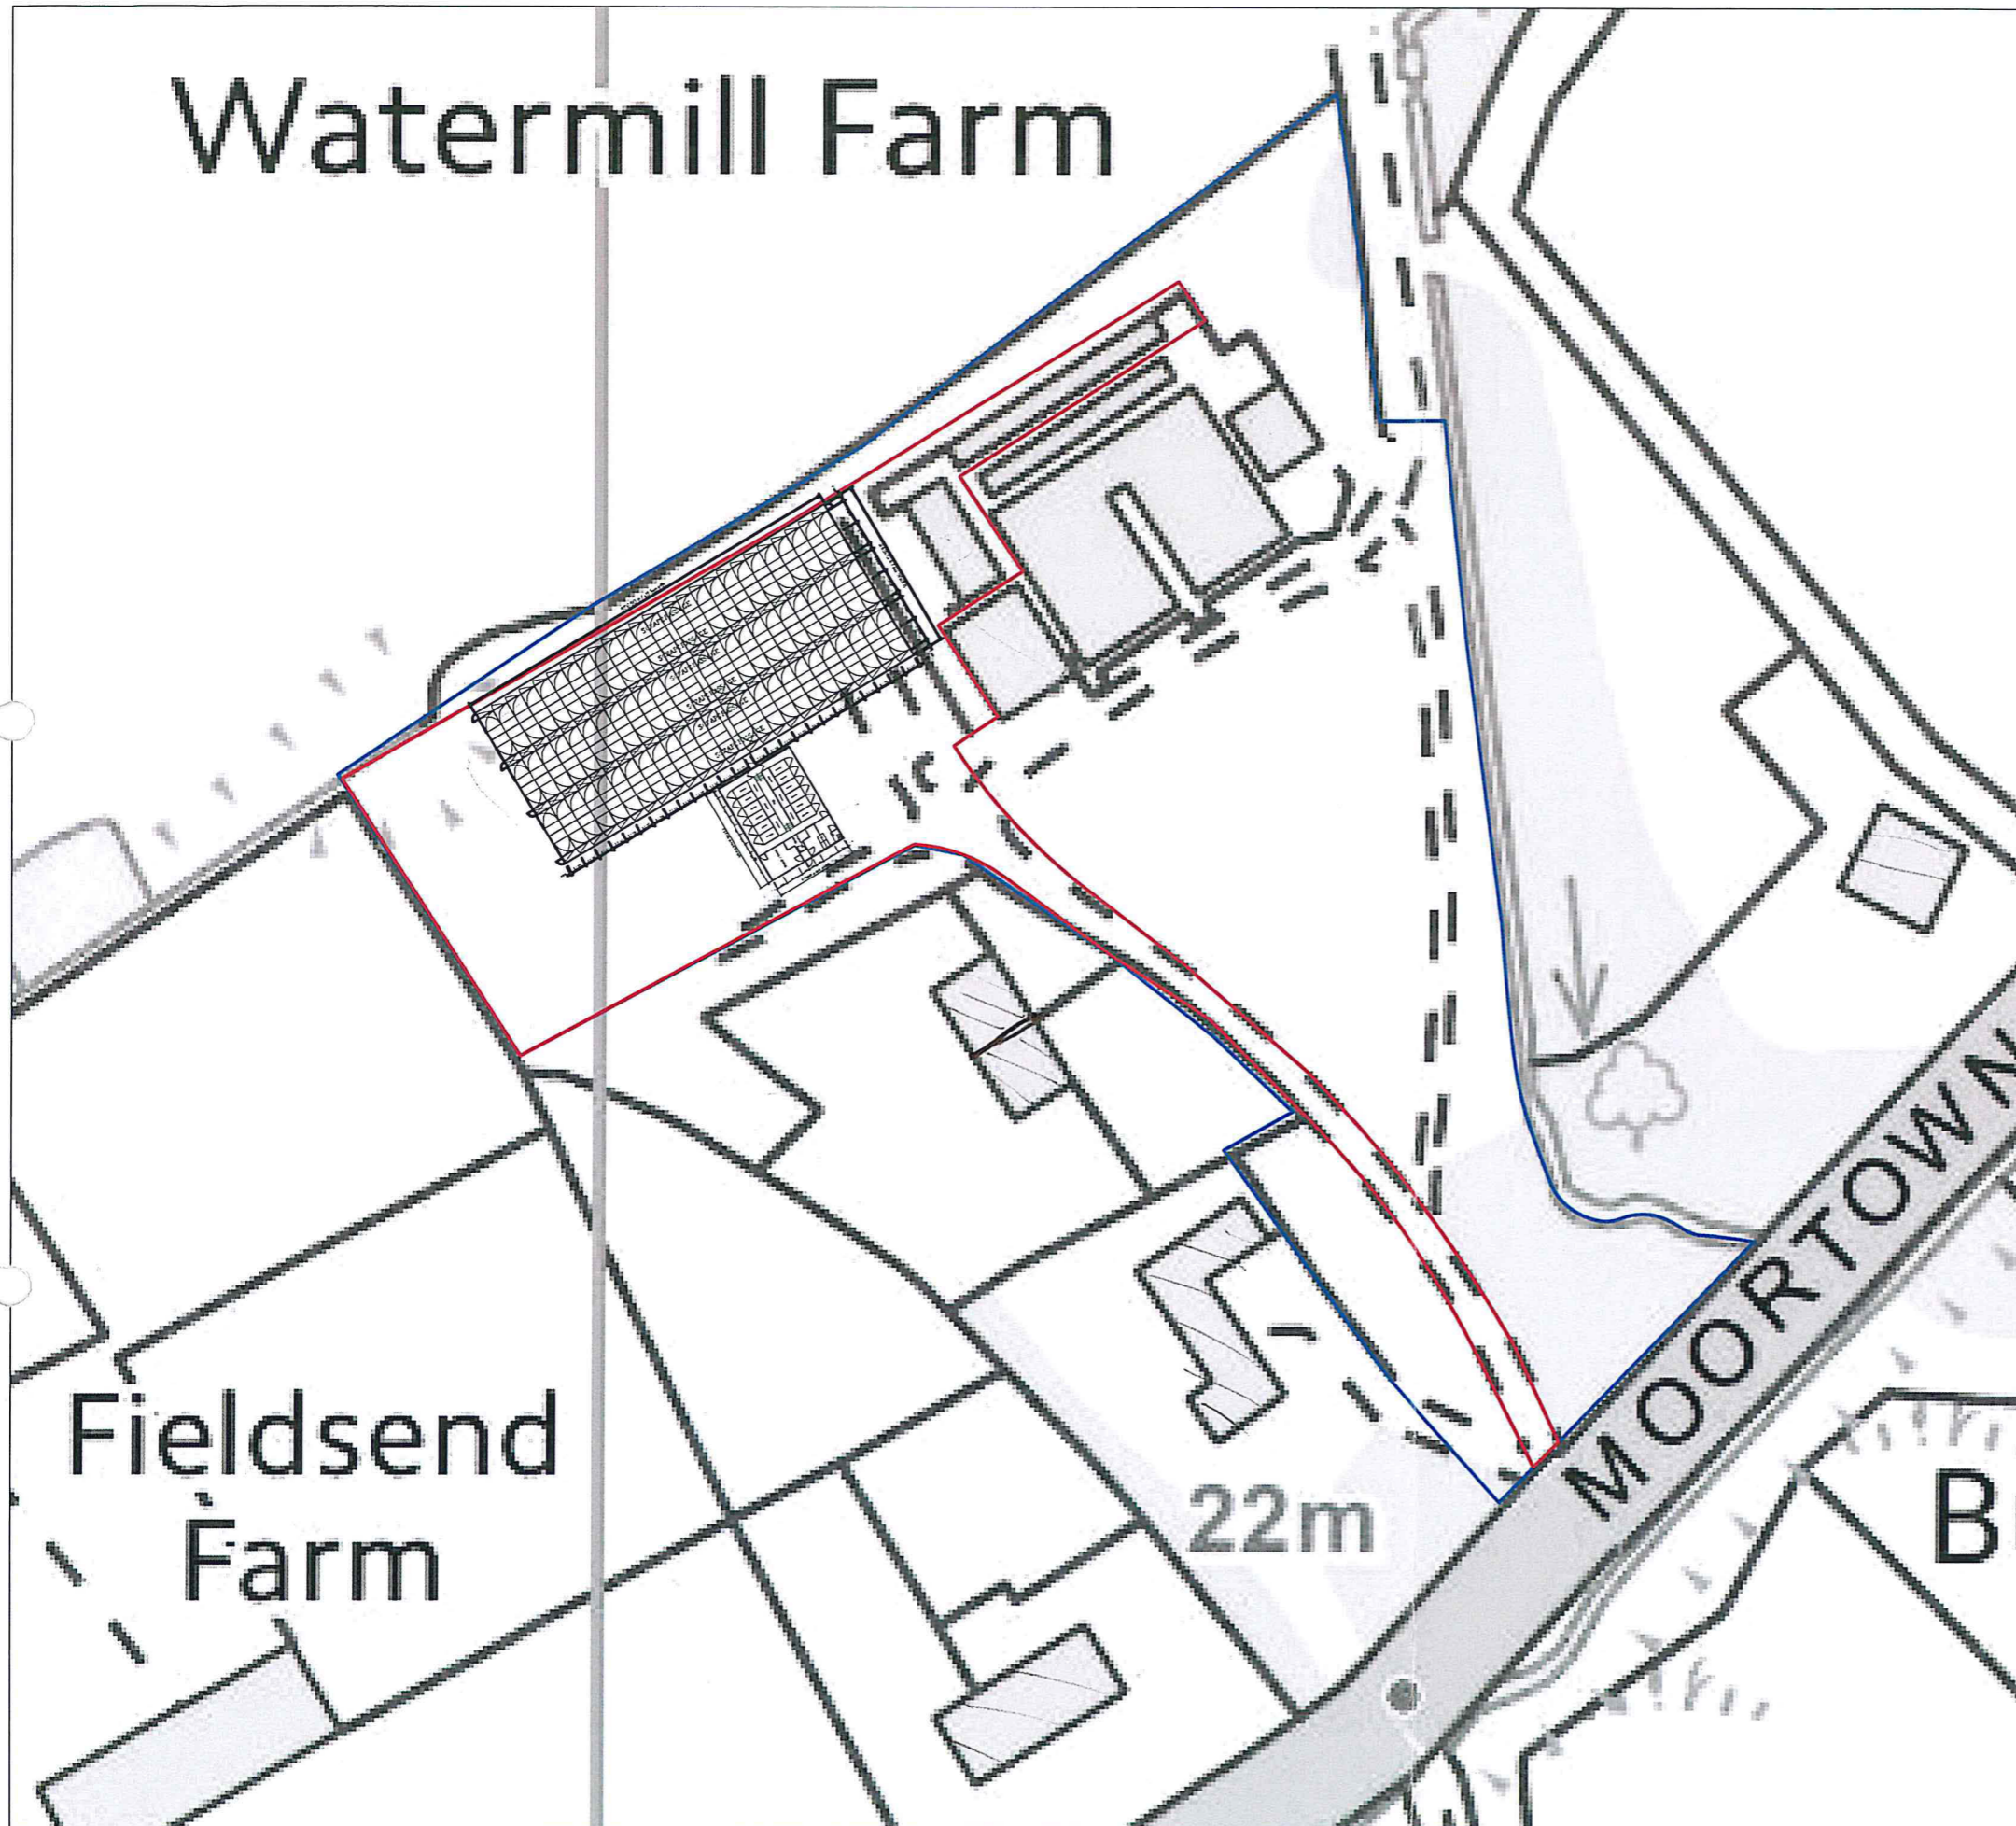 Watermill Farm
MOORTOWN
Fieldsend
Farm
22m
B